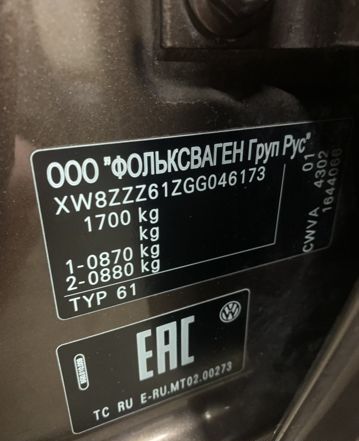 ООО "ФОЛЬКСВАГЕН Груп Рус"
XW8ZZZ61ZGG046173
1700 kg
kg
1-0870 kg
2-0880 kg
TYP 61
01
CWVA 4302
1644066
EAC
TC RU E-RU.MT02.00273